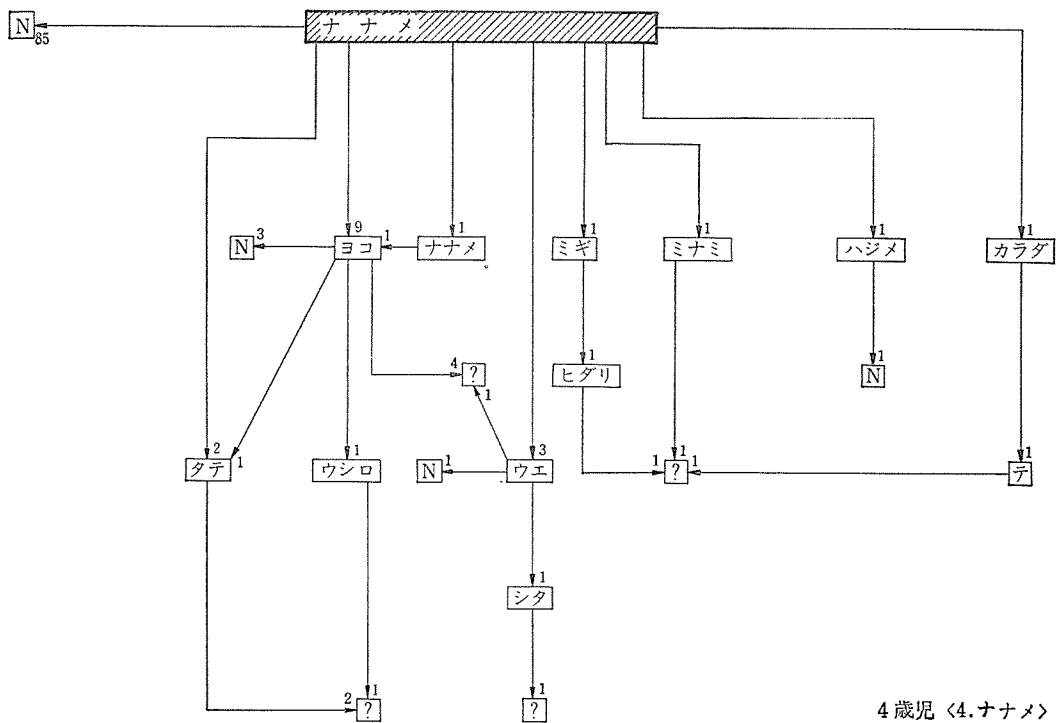 ナナメ
N 85
9 1 1 1 1 1
N 3 ヨコ 1 ナナメ ミギ ミナミ ハジメ カラダ
4 ? 1 1 ヒダリ 1 N
2 タテ 1 1 ウシロ N 1 ウエ 3 1 ? 1 1 1 テ
1 シタ
2 ? 1 ? 1
4歳児〈4.ナナメ〉